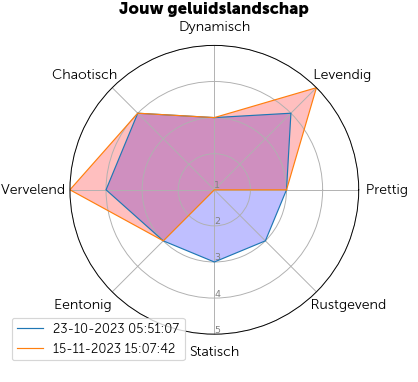 Jouw geluidslandschap
Dynamisch
Chaotisch
Levendig
Vervelend
Prettig
1
2
3
4
5
Eentonig
Rustgevend
Statisch
23-10-2023 05:51:07
15-11-2023 15:07:42